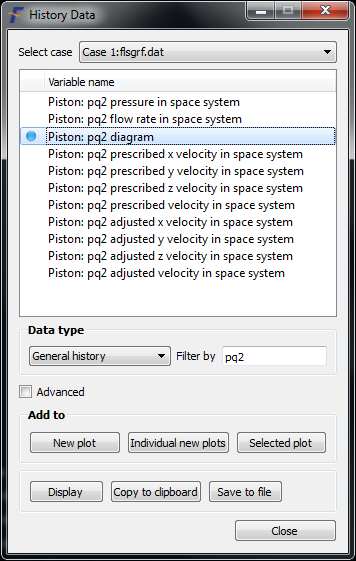 History Data
Select case Case 1:flsgrf.dat
Variable name
Piston: pq2 pressure in space system
Piston: pq2 flow rate in space system
Piston: pq2 diagram
Piston: pq2 prescribed x velocity in space system
Piston: pq2 prescribed y velocity in space system
Piston: pq2 prescribed z velocity in space system
Piston: pq2 prescribed velocity in space system
Piston: pq2 adjusted x velocity in space system
Piston: pq2 adjusted y velocity in space system
Piston: pq2 adjusted z velocity in space system
Piston: pq2 adjusted velocity in space system
Data type
General history Filter by pq2
Advanced
Add to
New plot Individual new plots Selected plot
Display Copy to clipboard Save to file
Close